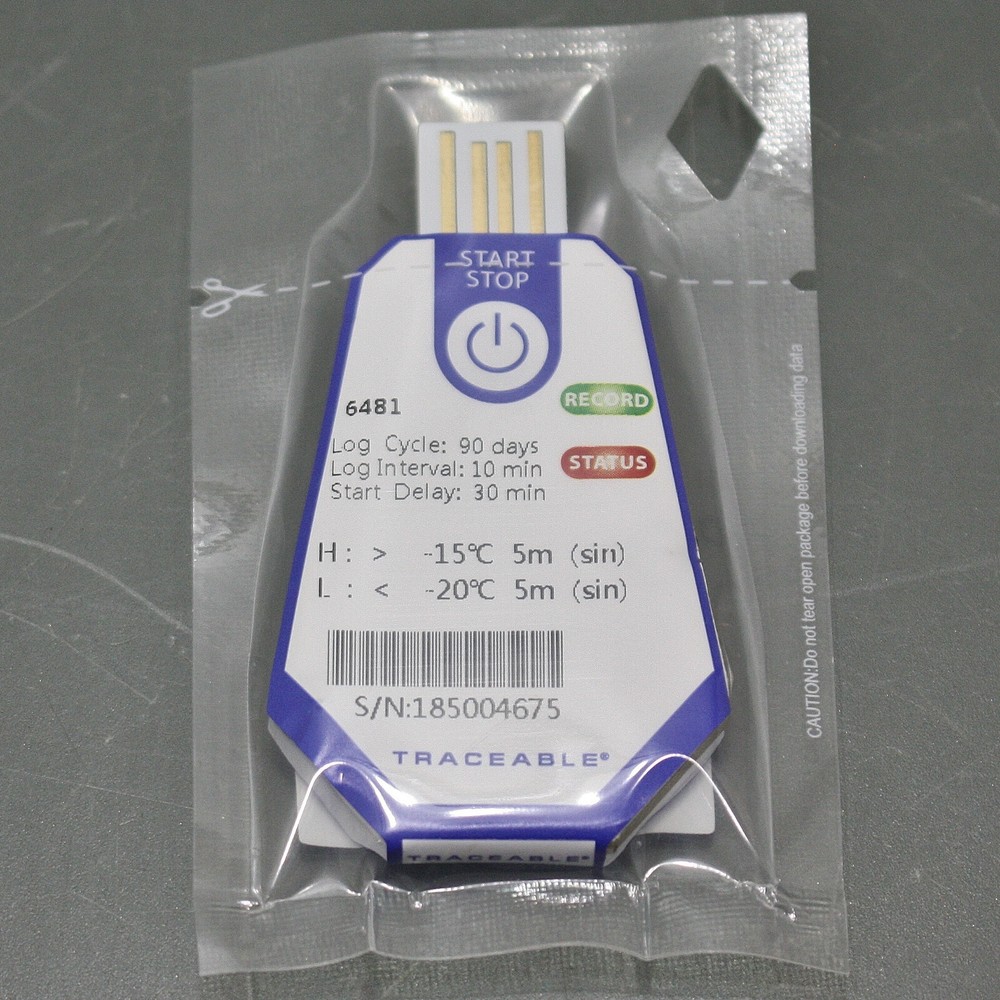 START
STOP
6481
RECORD
Log Cycle: 90 days
STATUS
Log Interval: 10 min
Start Delay: 30 min
H : > -15℃ 5m (sin)
L : < -20℃ 5m (sin)
S/N:185004675
TRACEABLE®
TRACEABLE®
CAUTION:Do not tear open package before downloading data